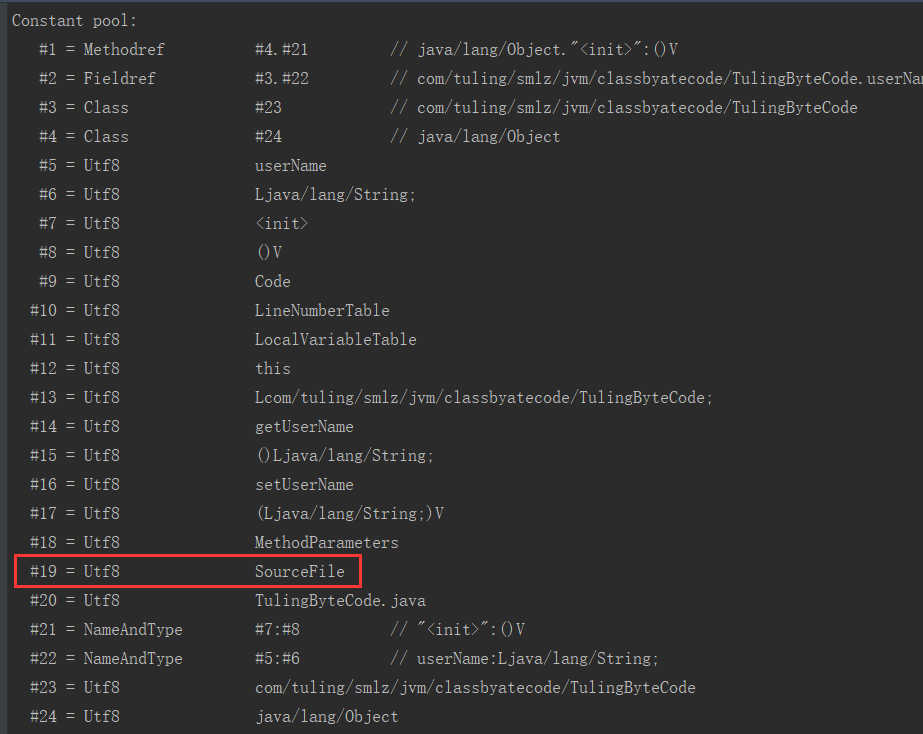 Constant pool:
#1 = Methodref #4.#21 // java/lang/Object."<init>":()V
#2 = Fieldref #3.#22 // com/tuling/smlz/jvm/classbyatecode/TulingByteCode.userNa
#3 = Class #23 // com/tuling/smlz/jvm/classbyatecode/TulingByteCode
#4 = Class #24 // java/lang/Object
#5 = Utf8 userName
#6 = Utf8 Ljava/lang/String;
#7 = Utf8 <init>
#8 = Utf8 ()V
#9 = Utf8 Code
#10 = Utf8 LineNumberTable
#11 = Utf8 LocalVariableTable
#12 = Utf8 this
#13 = Utf8 Lcom/tuling/smlz/jvm/classbyatecode/TulingByteCode;
#14 = Utf8 getUserName
#15 = Utf8 ()Ljava/lang/String;
#16 = Utf8 setUserName
#17 = Utf8 (Ljava/lang/String;)V
#18 = Utf8 MethodParameters
#19 = Utf8 SourceFile
#20 = Utf8 TulingByteCode.java
#21 = NameAndType #7:#8 // "<init>":()V
#22 = NameAndType #5:#6 // userName:Ljava/lang/String;
#23 = Utf8 com/tuling/smlz/jvm/classbyatecode/TulingByteCode
#24 = Utf8 java/lang/Object